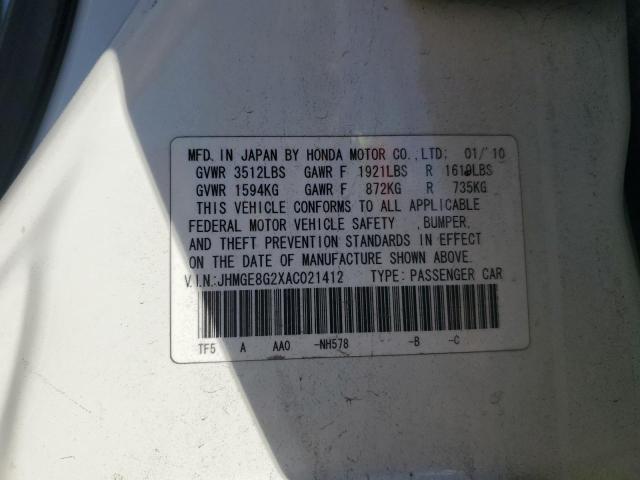 MFD. IN JAPAN BY HONDA MOTOR CO.,LTD. 01/'10
GVWR 3512LBS GAWR F 1921LBS R 1619LBS
GVWR 1594KG GAWR F 872KG R 735KG
THIS VEHICLE CONFORMS TO ALL APPLICABLE
FEDERAL MOTOR VEHICLE SAFETY ,BUMPER,
AND THEFT PREVENTION STANDARDS IN EFFECT
ON THE DATE OF MANUFACTURE SHOWN ABOVE.
V.I.N.:JHMGE8G2XAC021412 TYPE: PASSENGER CAR
TF5 A AA0 -NH578 -B -C